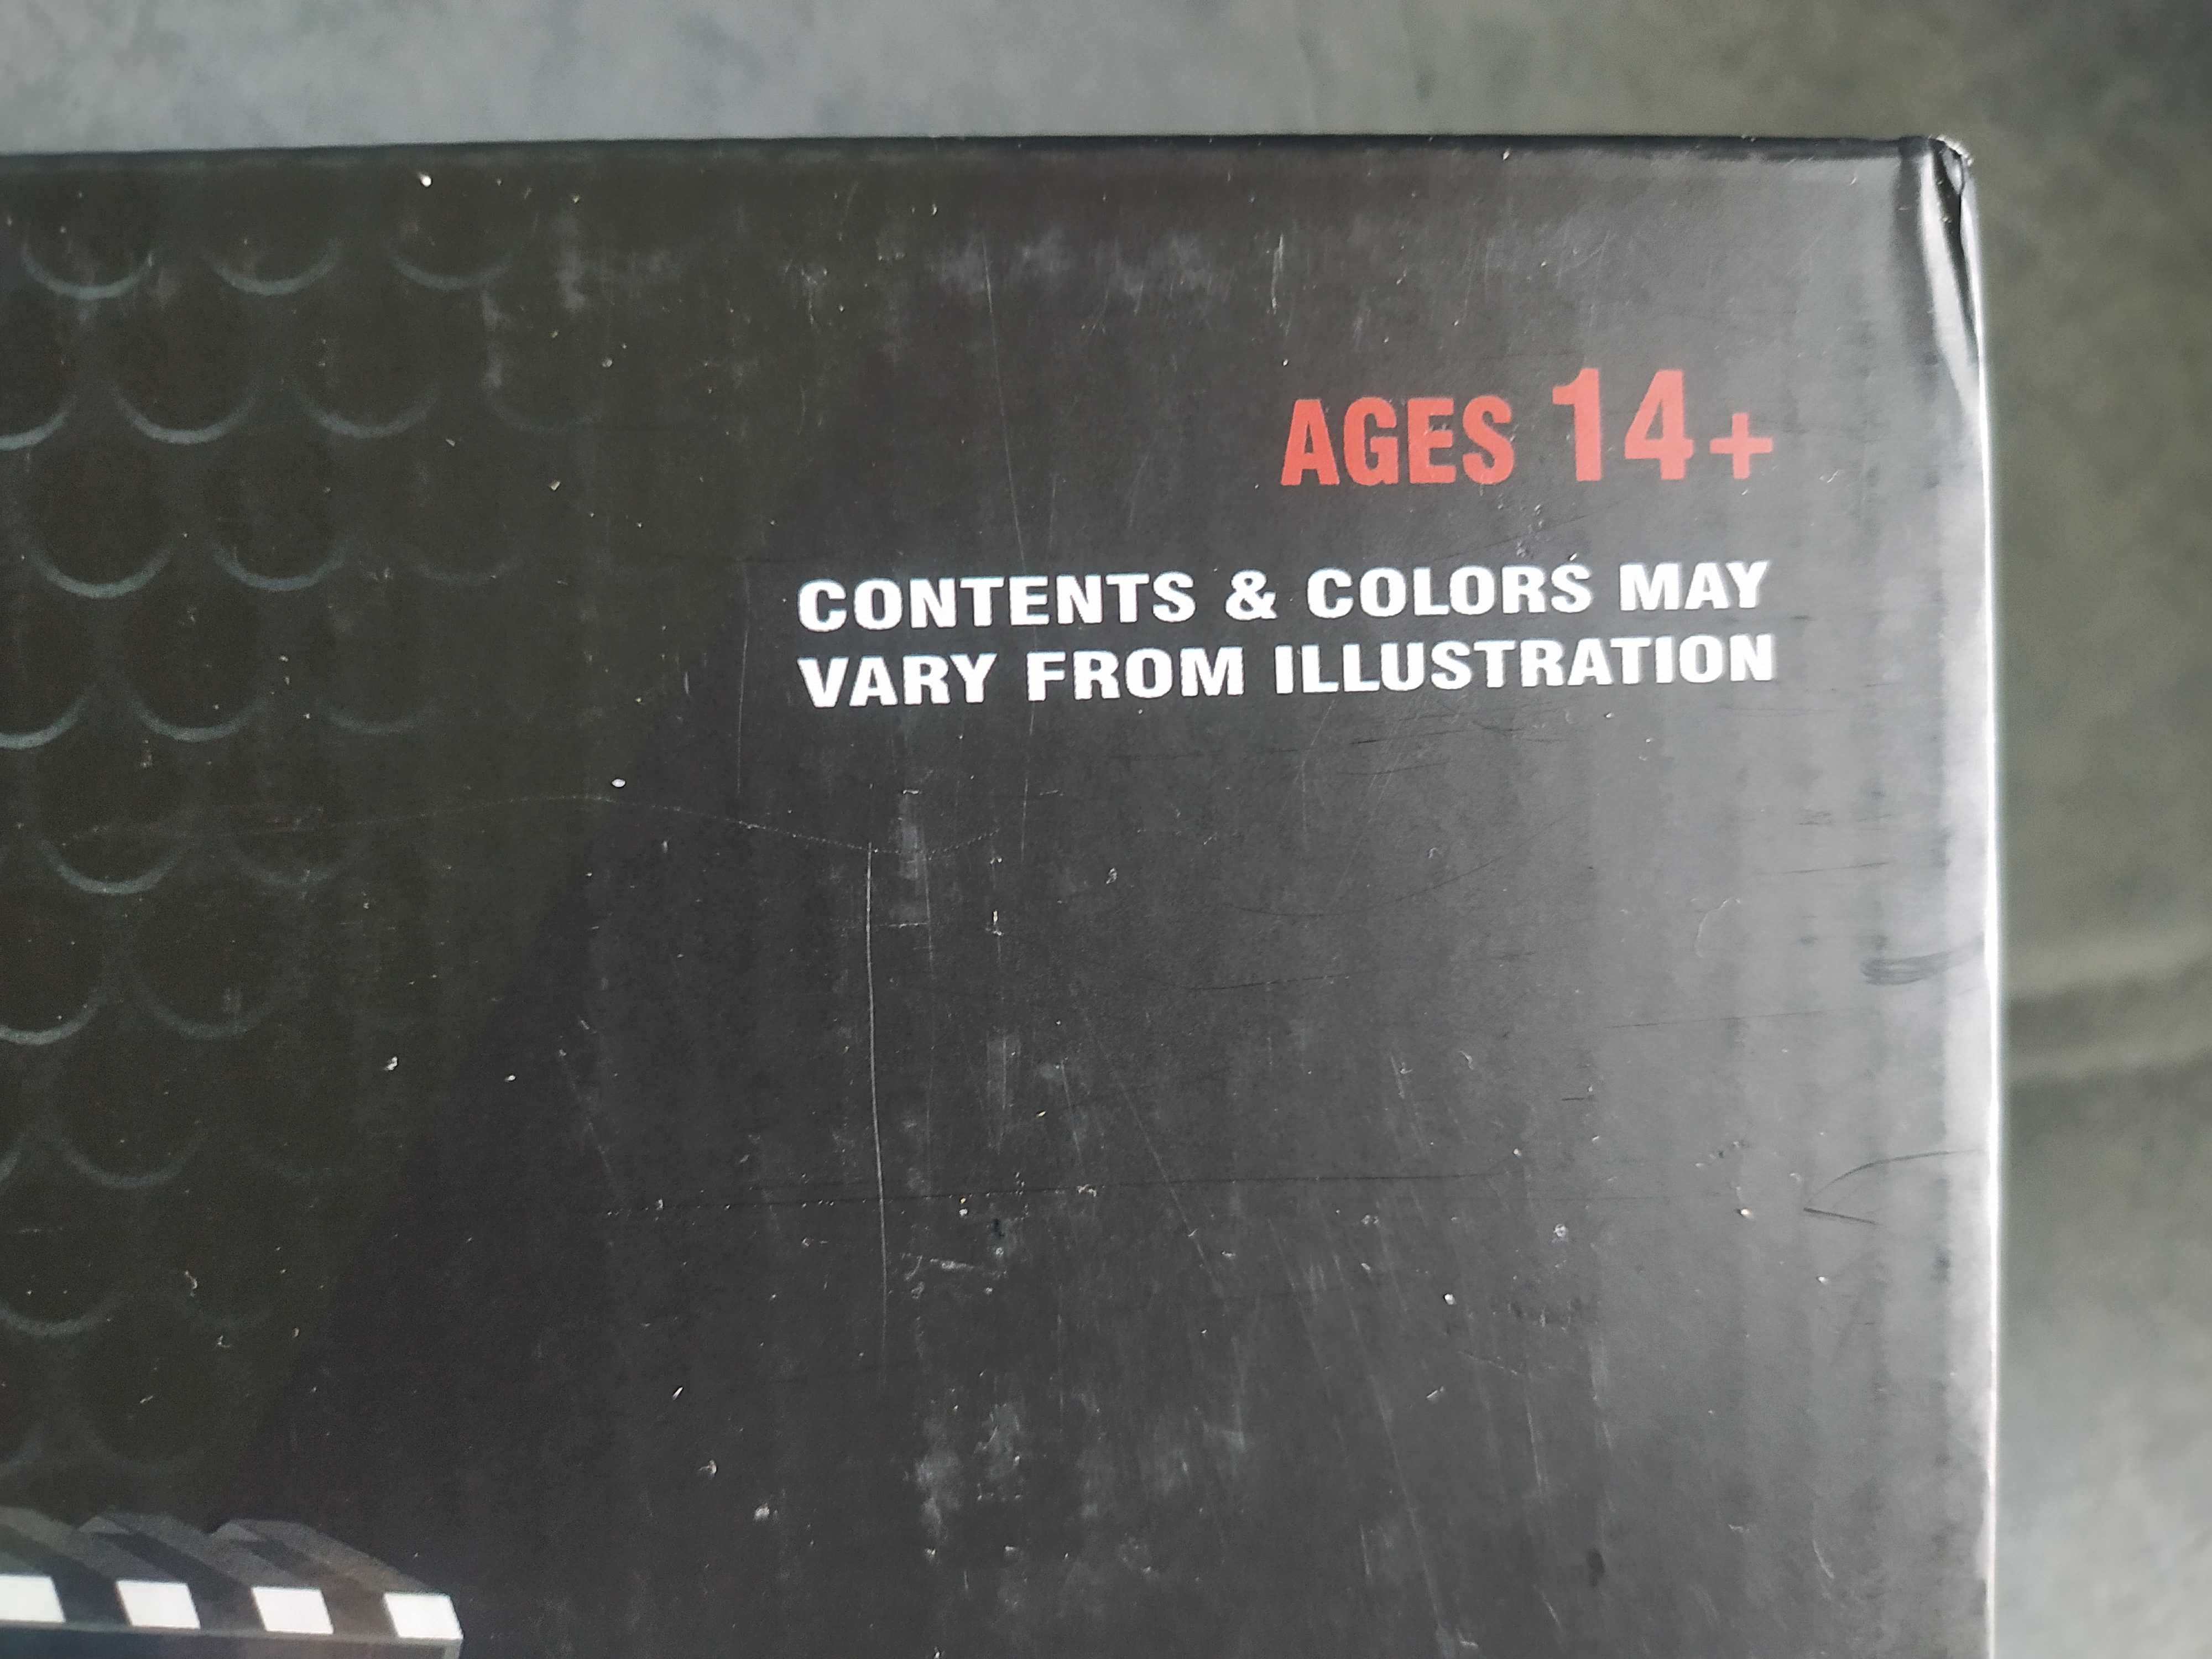 AGES 14+
CONTENTS & COLORS MAY
VARY FROM ILLUSTRATION